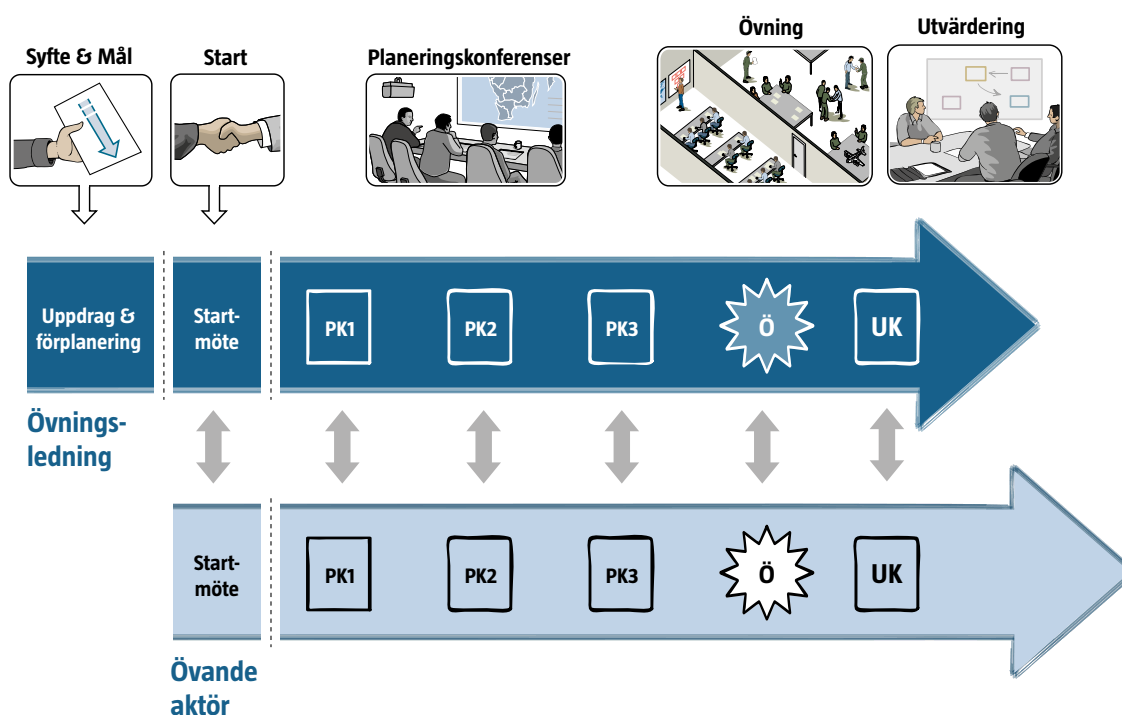 Syfte & Mål
Start
Planeringskonferenser
Övning
Utvärdering
Uppdrag &
förplanering
Start-
möte
PK1
PK2
PK3
Ö
UK
Övnings-
ledning
Start-
möte
PK1
PK2
PK3
Ö
UK
Övande
aktör